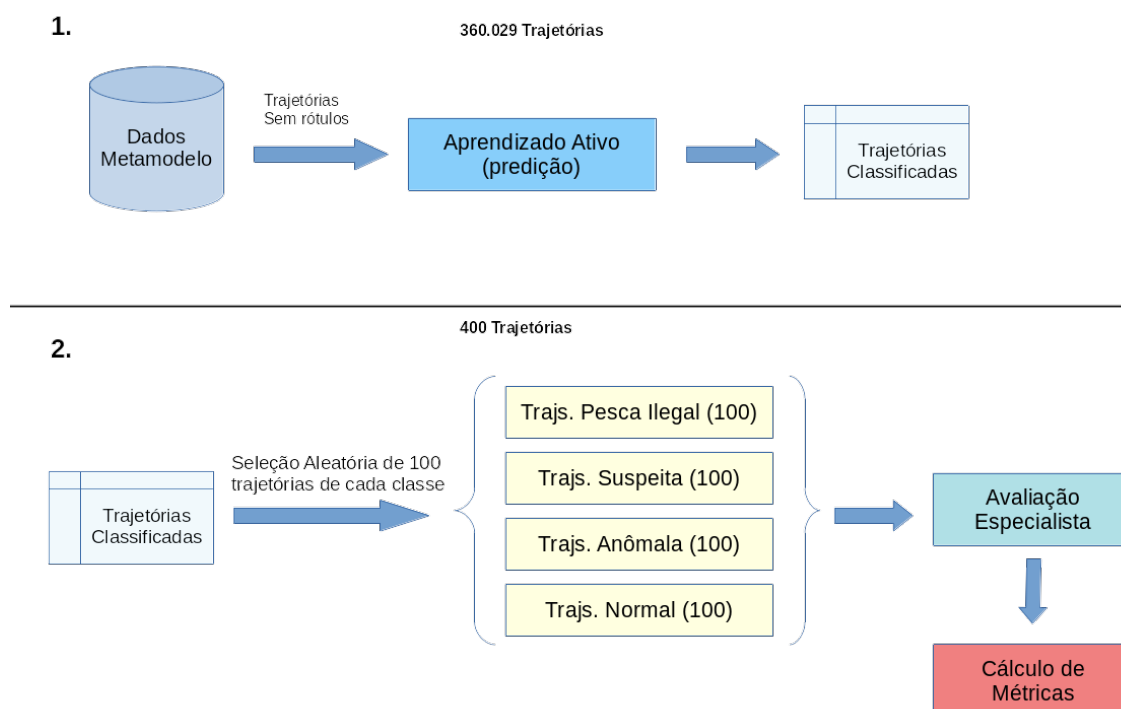 1.
360.029 Trajetórias
Dados
Metamodelo
Trajetórias
Sem rótulos
Aprendizado Ativo
(predição)
Trajetórias
Classificadas
2.
400 Trajetórias
Trajetórias
Classificadas
Seleção Aleatória de 100
trajetórias de cada classe
Trajs. Pesca Ilegal (100)
Trajs. Suspeita (100)
Trajs. Anômala (100)
Trajs. Normal (100)
Avaliação
Especialista
Cálculo de
Métricas